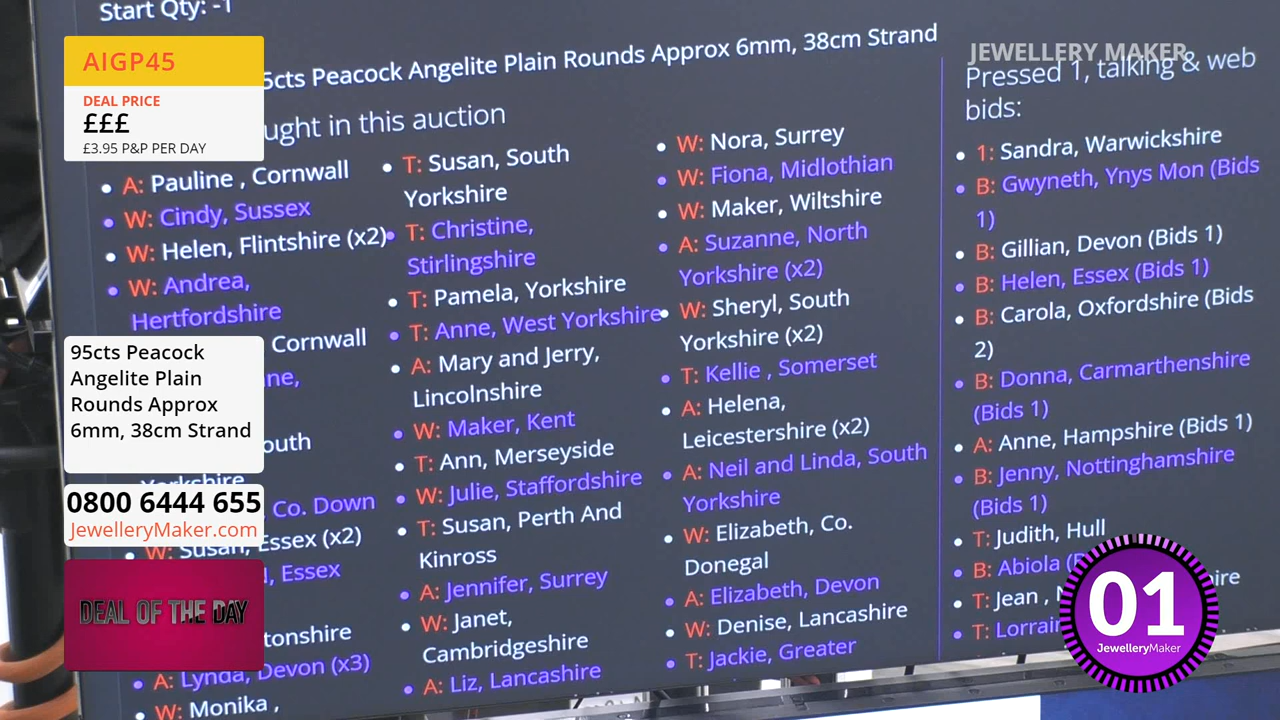 Start Qty: -1
JEWELLERY MAKER
AIGP45
DEAL PRICE
£££
£3.95 P&P PER DAY
5cts Peacock Angelite Plain Rounds Approx 6mm, 38cm Strand
ught in this auction
A: Pauline , Cornwall
W: Cindy, Sussex
W: Helen, Flintshire (x2)
W: Andrea,
Hertfordshire
Cornwall
ne,
outh
Yorkshire
Co. Down
W: Susan, Essex (x2)
, Essex
tonshire
A: Lynda, Devon (x3)
W: Monika ,
T: Susan, South
Yorkshire
T: Christine,
Stirlingshire
T: Pamela, Yorkshire
T: Anne, West Yorkshire
A: Mary and Jerry,
Lincolnshire
W: Maker, Kent
T: Ann, Merseyside
W: Julie, Staffordshire
T: Susan, Perth And
Kinross
A: Jennifer, Surrey
W: Janet,
Cambridgeshire
A: Liz, Lancashire
W: Nora, Surrey
W: Fiona, Midlothian
W: Maker, Wiltshire
A: Suzanne, North
Yorkshire (x2)
W: Sheryl, South
Yorkshire (x2)
T: Kellie , Somerset
A: Helena,
Leicestershire (x2)
A: Neil and Linda, South
Yorkshire
W: Elizabeth, Co.
Donegal
A: Elizabeth, Devon
W: Denise, Lancashire
T: Jackie, Greater
Pressed 1, talking & web
bids:
1: Sandra, Warwickshire
B: Gwyneth, Ynys Mon (Bids
1)
B: Gillian, Devon (Bids 1)
B: Helen, Essex (Bids 1)
B: Carola, Oxfordshire (Bids
2)
B: Donna, Carmarthenshire
(Bids 1)
A: Anne, Hampshire (Bids 1)
B: Jenny, Nottinghamshire
(Bids 1)
T: Judith, Hull
B: Abiola
T: Jean ,
T: Lorrain
95cts Peacock
Angelite Plain
Rounds Approx
6mm, 38cm Strand
0800 6444 655
JewelleryMaker.com
DEAL OF THE DAY
01
JewelleryMaker